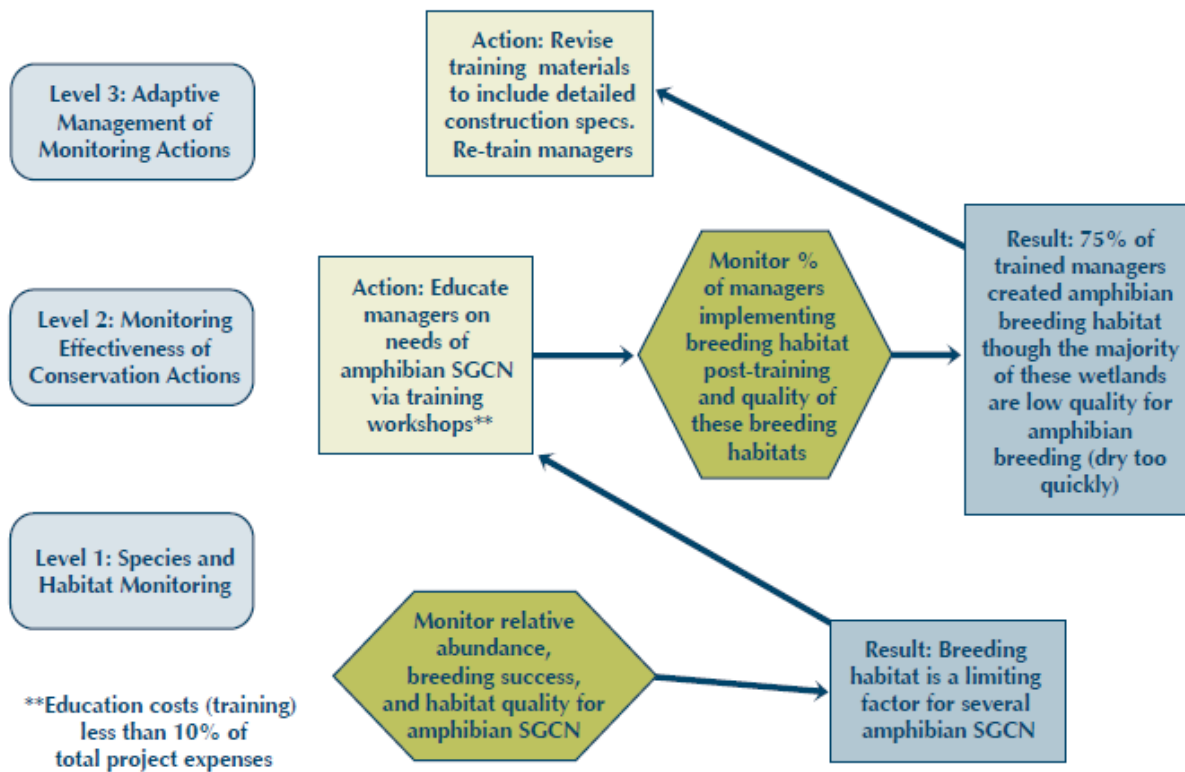 Action: Revise
training materials
to include detailed
construction specs.
Re-train managers
Level 3: Adaptive
Management of
Monitoring Actions
Level 2: Monitoring
Effectiveness of
Conservation Actions
Action: Educate
managers on
needs of
amphibian SGCN
via training
workshops**
Monitor %
of managers
implementing
breeding habitat
post-training
and quality of
these breeding
habitats
Result: 75% of
trained managers
created amphibian
breeding habitat
though the majority
of these wetlands
are low quality for
amphibian
breeding (dry too
quickly)
Level 1: Species and
Habitat Monitoring
Monitor relative
abundance,
breeding success,
and habitat quality for
amphibian SGCN
Result: Breeding
habitat is a limiting
factor for several
amphibian SGCN
**Education costs (training)
less than 10% of
total project expenses